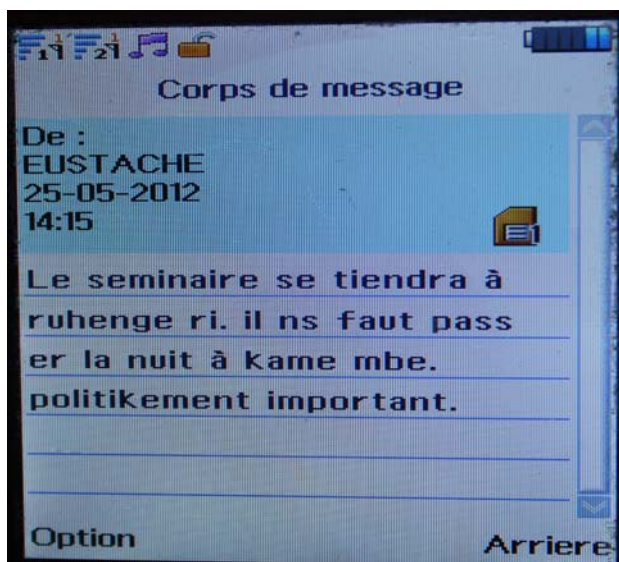 Corps de message
De :
EUSTACHE
25-05-2012
14:15
1
Le seminaire se tiendra à
ruhenge ri. il ns faut pass
er la nuit à kame mbe.
politikement important.
Option Arriere